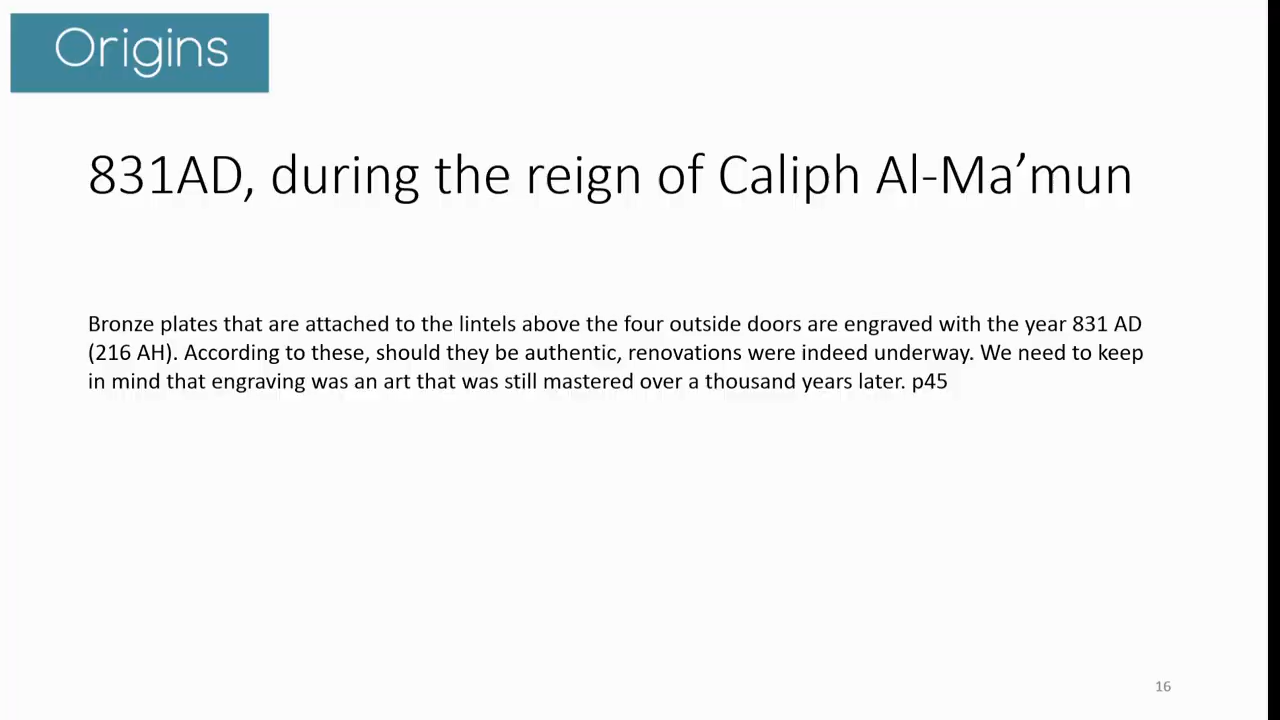 Origins
831AD, during the reign of Caliph Al-Ma’mun
Bronze plates that are attached to the lintels above the four outside doors are engraved with the year 831 AD
(216 AH). According to these, should they be authentic, renovations were indeed underway. We need to keep
in mind that engraving was an art that was still mastered over a thousand years later. p45
16